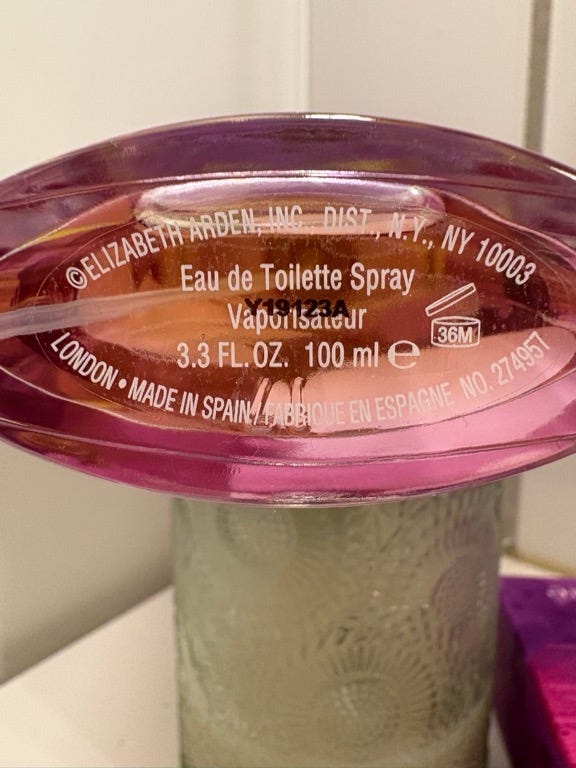 ©ELIZABETH ARDEN, INC. DIST., N.Y., NY 10003
Eau de Toilette Spray
Y19123A
Vaporisateur
36M
3.3 FL.OZ. 100 ml ℮
LONDON • MADE IN SPAIN/FABRIQUE EN ESPAGNE NO. 274957